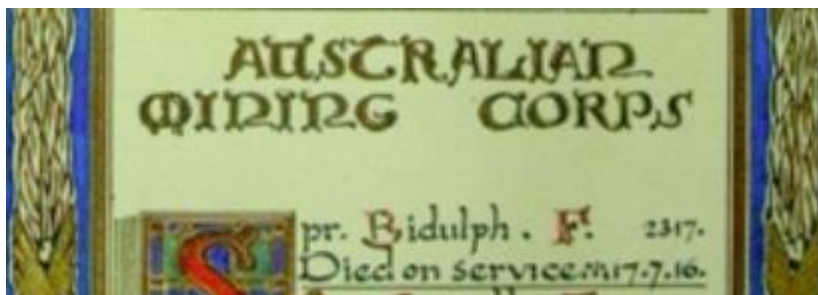 AUSTRALIAN
MINING CORPS
Spr. Bidulph. F. 2317.
Died on service 17.7.16.